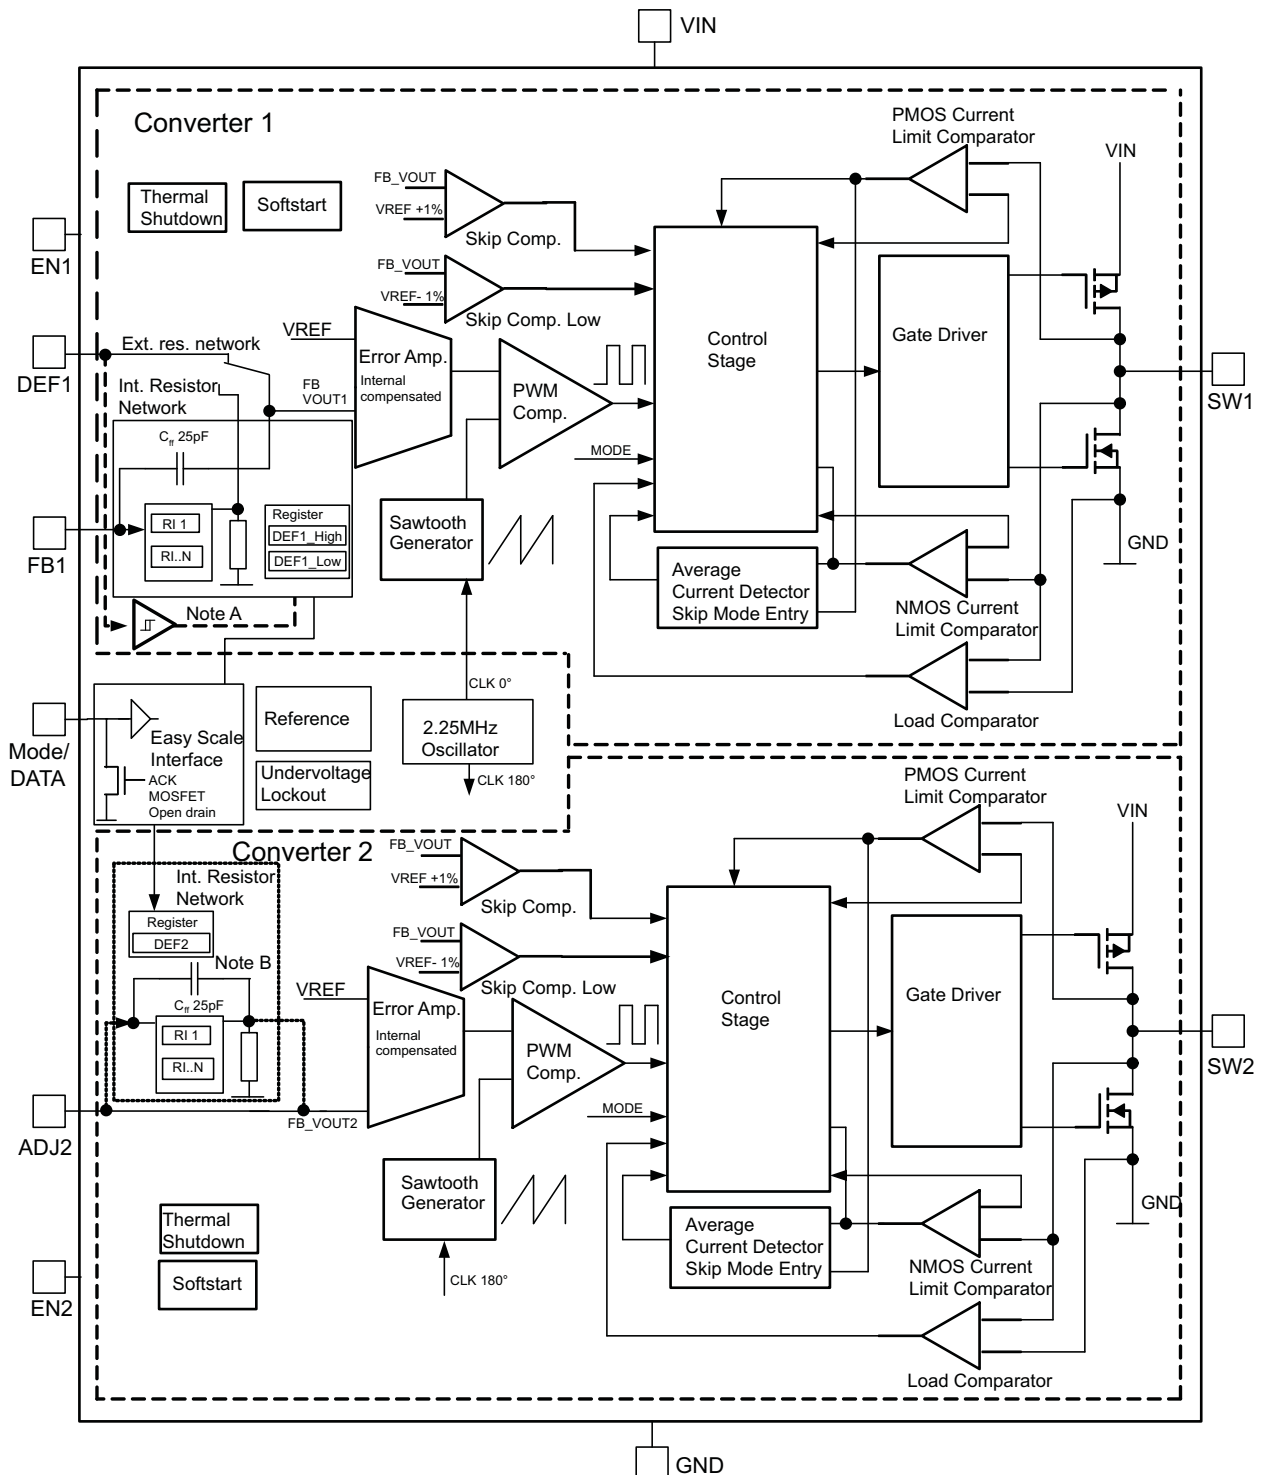 VIN
Converter 1
PMOS Current
Limit Comparator
VIN
Thermal
Shutdown
Softstart
FB_VOUT
VREF +1%
Skip Comp.
EN1
FB_VOUT
VREF- 1%
Skip Comp. Low
VREF
Ext. res. network
DEF1
Int. Resistor
Network
FB
VOUT1
Error Amp.
Internal
compensated
PWM
Comp.
Control
Stage
Gate Driver
SW1
Cff 25pF
MODE
RI 1
RI..N
Register
DEF1_High
DEF1_Low
FB1
Sawtooth
Generator
GND
Average
Current Detector
Skip Mode Entry
NMOS Current
Limit Comparator
Note A
CLK 0°
Load Comparator
Mode/
DATA
Easy Scale
Interface
ACK
MOSFET
Open drain
Reference
Undervoltage
Lockout
2.25MHz
Oscillator
CLK 180°
PMOS Current
Limit Comparator
VIN
Converter 2
FB_VOUT
VREF +1%
Skip Comp.
Int. Resistor
Network
Register
DEF2
Note B
Cff 25pF
RI 1
RI..N
FB_VOUT
VREF- 1%
Skip Comp. Low
VREF
Error Amp.
Internal
compensated
PWM
Comp.
Control
Stage
Gate Driver
SW2
MODE
ADJ2
FB_VOUT2
Sawtooth
Generator
GND
Thermal
Shutdown
Softstart
Average
Current Detector
Skip Mode Entry
NMOS Current
Limit Comparator
EN2
CLK 180°
Load Comparator
GND